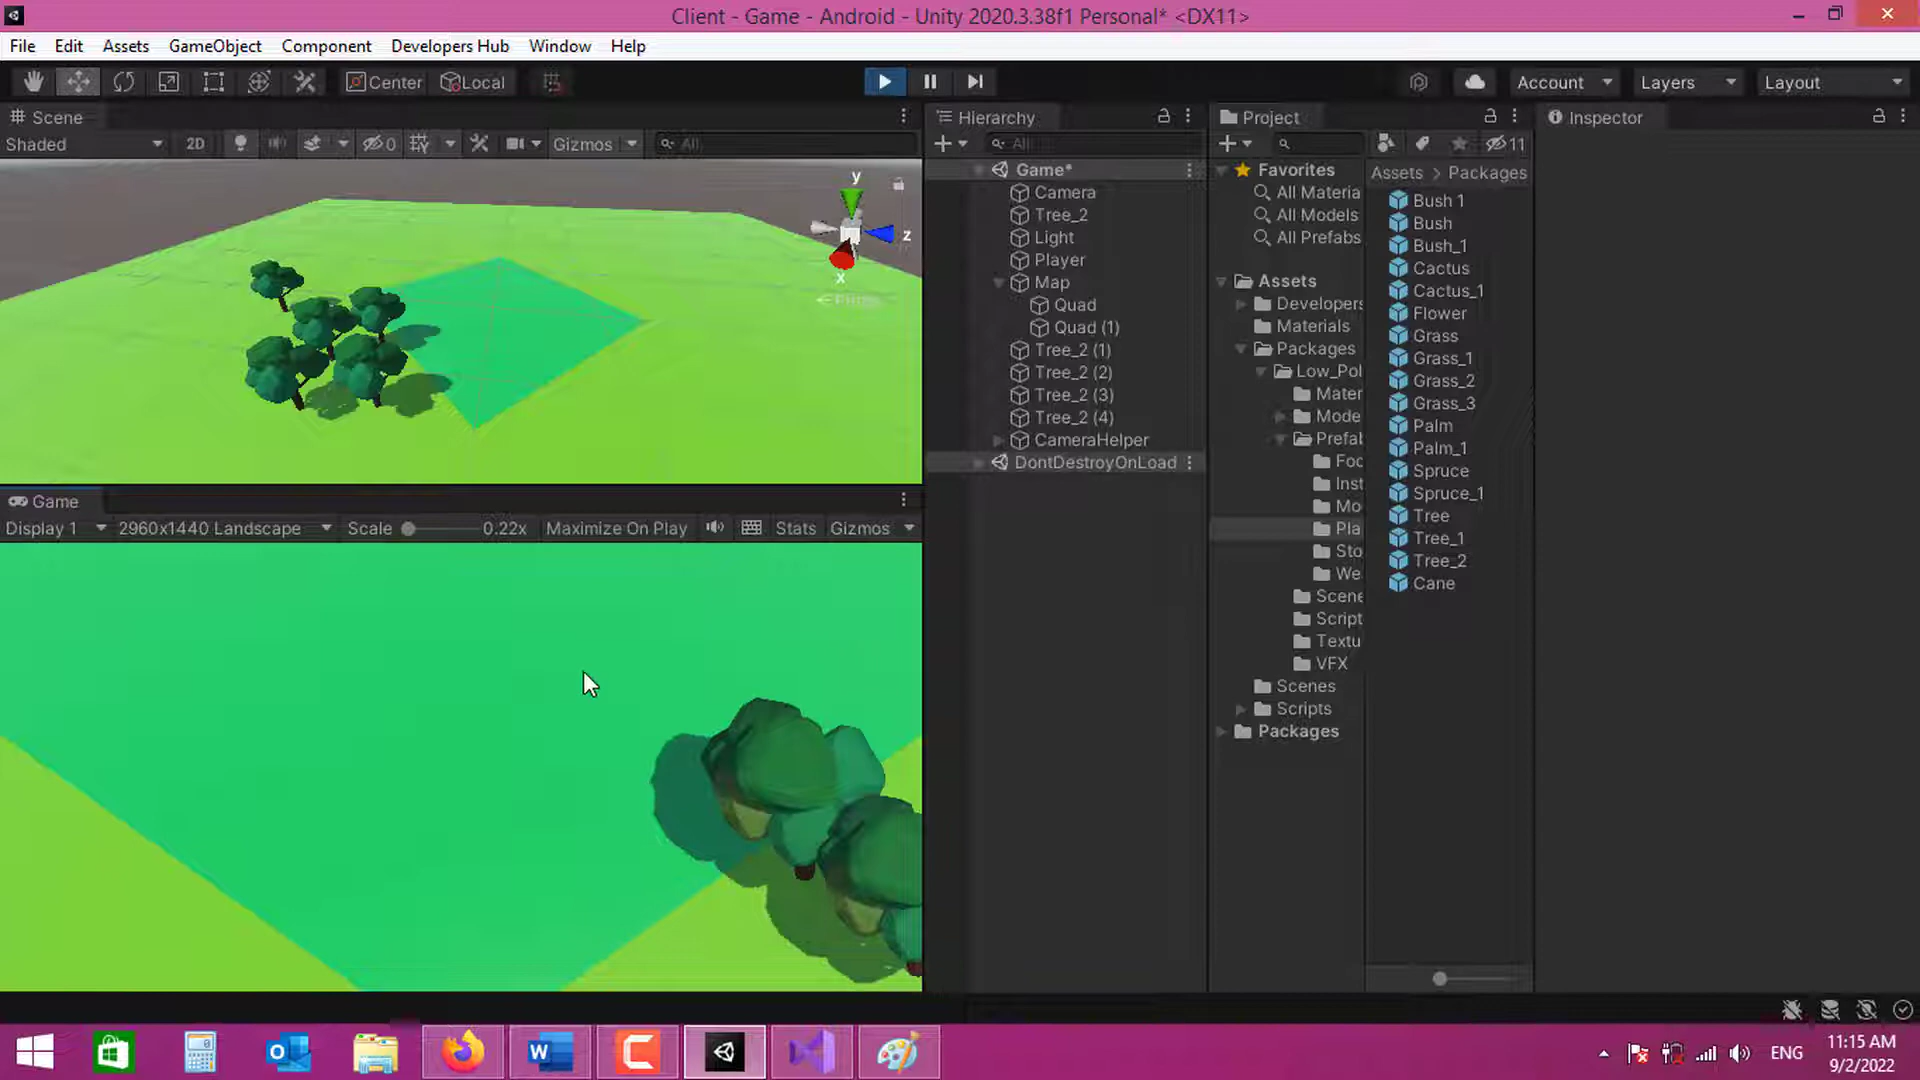 Client - Game - Android - Unity 2020.3.38f1 Personal* <DX11>
File Edit Assets GameObject Component Developers Hub Window Help
Center Local Account Layers Layout
Scene
Shaded 2D 0 Gizmos All
y
z
x
Persp
Game
Display 1 2960x1440 Landscape Scale 0.22x Maximize On Play Stats Gizmos
Hierarchy
All
Game*
Camera
Tree_2
Light
Player
Map
Quad
Quad (1)
Tree_2 (1)
Tree_2 (2)
Tree_2 (3)
Tree_2 (4)
CameraHelper
DontDestroyOnLoad
Project
11
Favorites
All Materia
All Models
All Prefabs
Assets
Developers
Materials
Packages
Low_Pol
Mater
Mode
Prefab
Foo
Inst
Mo
Pla
Sto
We
Scene
Script
Textu
VFX
Scenes
Scripts
Packages
Assets > Packages
Bush 1
Bush
Bush_1
Cactus
Cactus_1
Flower
Grass
Grass_1
Grass_2
Grass_3
Palm
Palm_1
Spruce
Spruce_1
Tree
Tree_1
Tree_2
Cane
Inspector
ENG
11:15 AM
9/2/2022